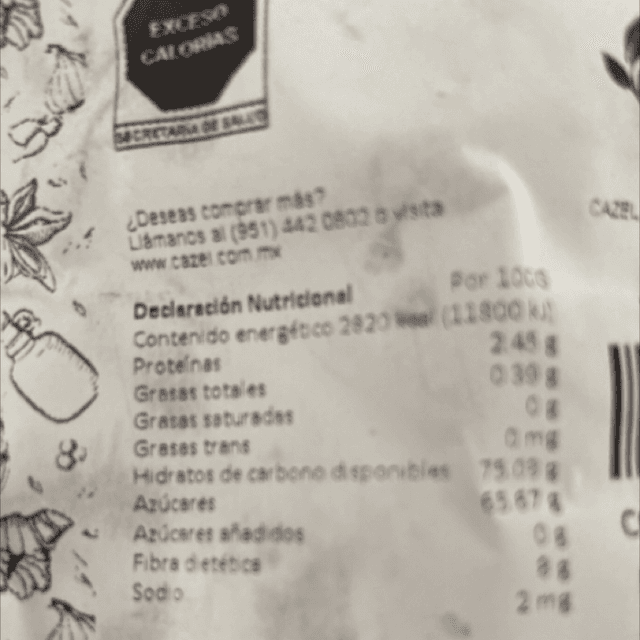 EXCESO
CALORÍAS
SECRETARÍA DE SALUD
¿Deseas comprar más?
Llámanos al (951) 442 0802 o visita
www.cazel.com.mx
CAZEL
Declaración Nutricional Por 100g
Contenido energético 2820 (11800 kJ)
Proteínas 2.48 g
Grasas totales 0.39 g
Grasas saturadas 0 g
Grasas trans 0 mg
Hidratos de carbono disponibles 75.09 g
Azúcares 65.67 g
Azúcares añadidos 0 g
Fibra dietética 8 g
Sodio 2 mg